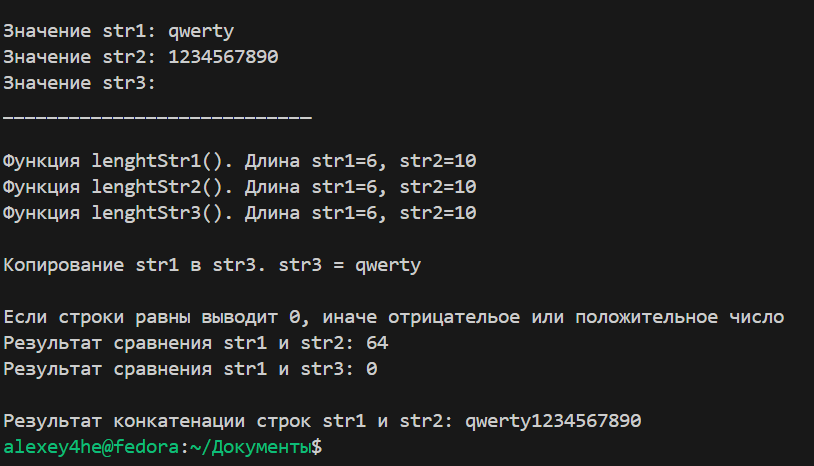 Значение str1: qwerty
Значение str2: 1234567890
Значение str3:
____________________________
Функция lenghtStr1(). Длина str1=6, str2=10
Функция lenghtStr2(). Длина str1=6, str2=10
Функция lenghtStr3(). Длина str1=6, str2=10
Копирование str1 в str3. str3 = qwerty
Если строки равны выводит 0, иначе отрицательое или положительное число
Результат сравнения str1 и str2: 64
Результат сравнения str1 и str3: 0
Результат конкатенации строк str1 и str2: qwerty1234567890
alexey4he@fedora:~/Документы$